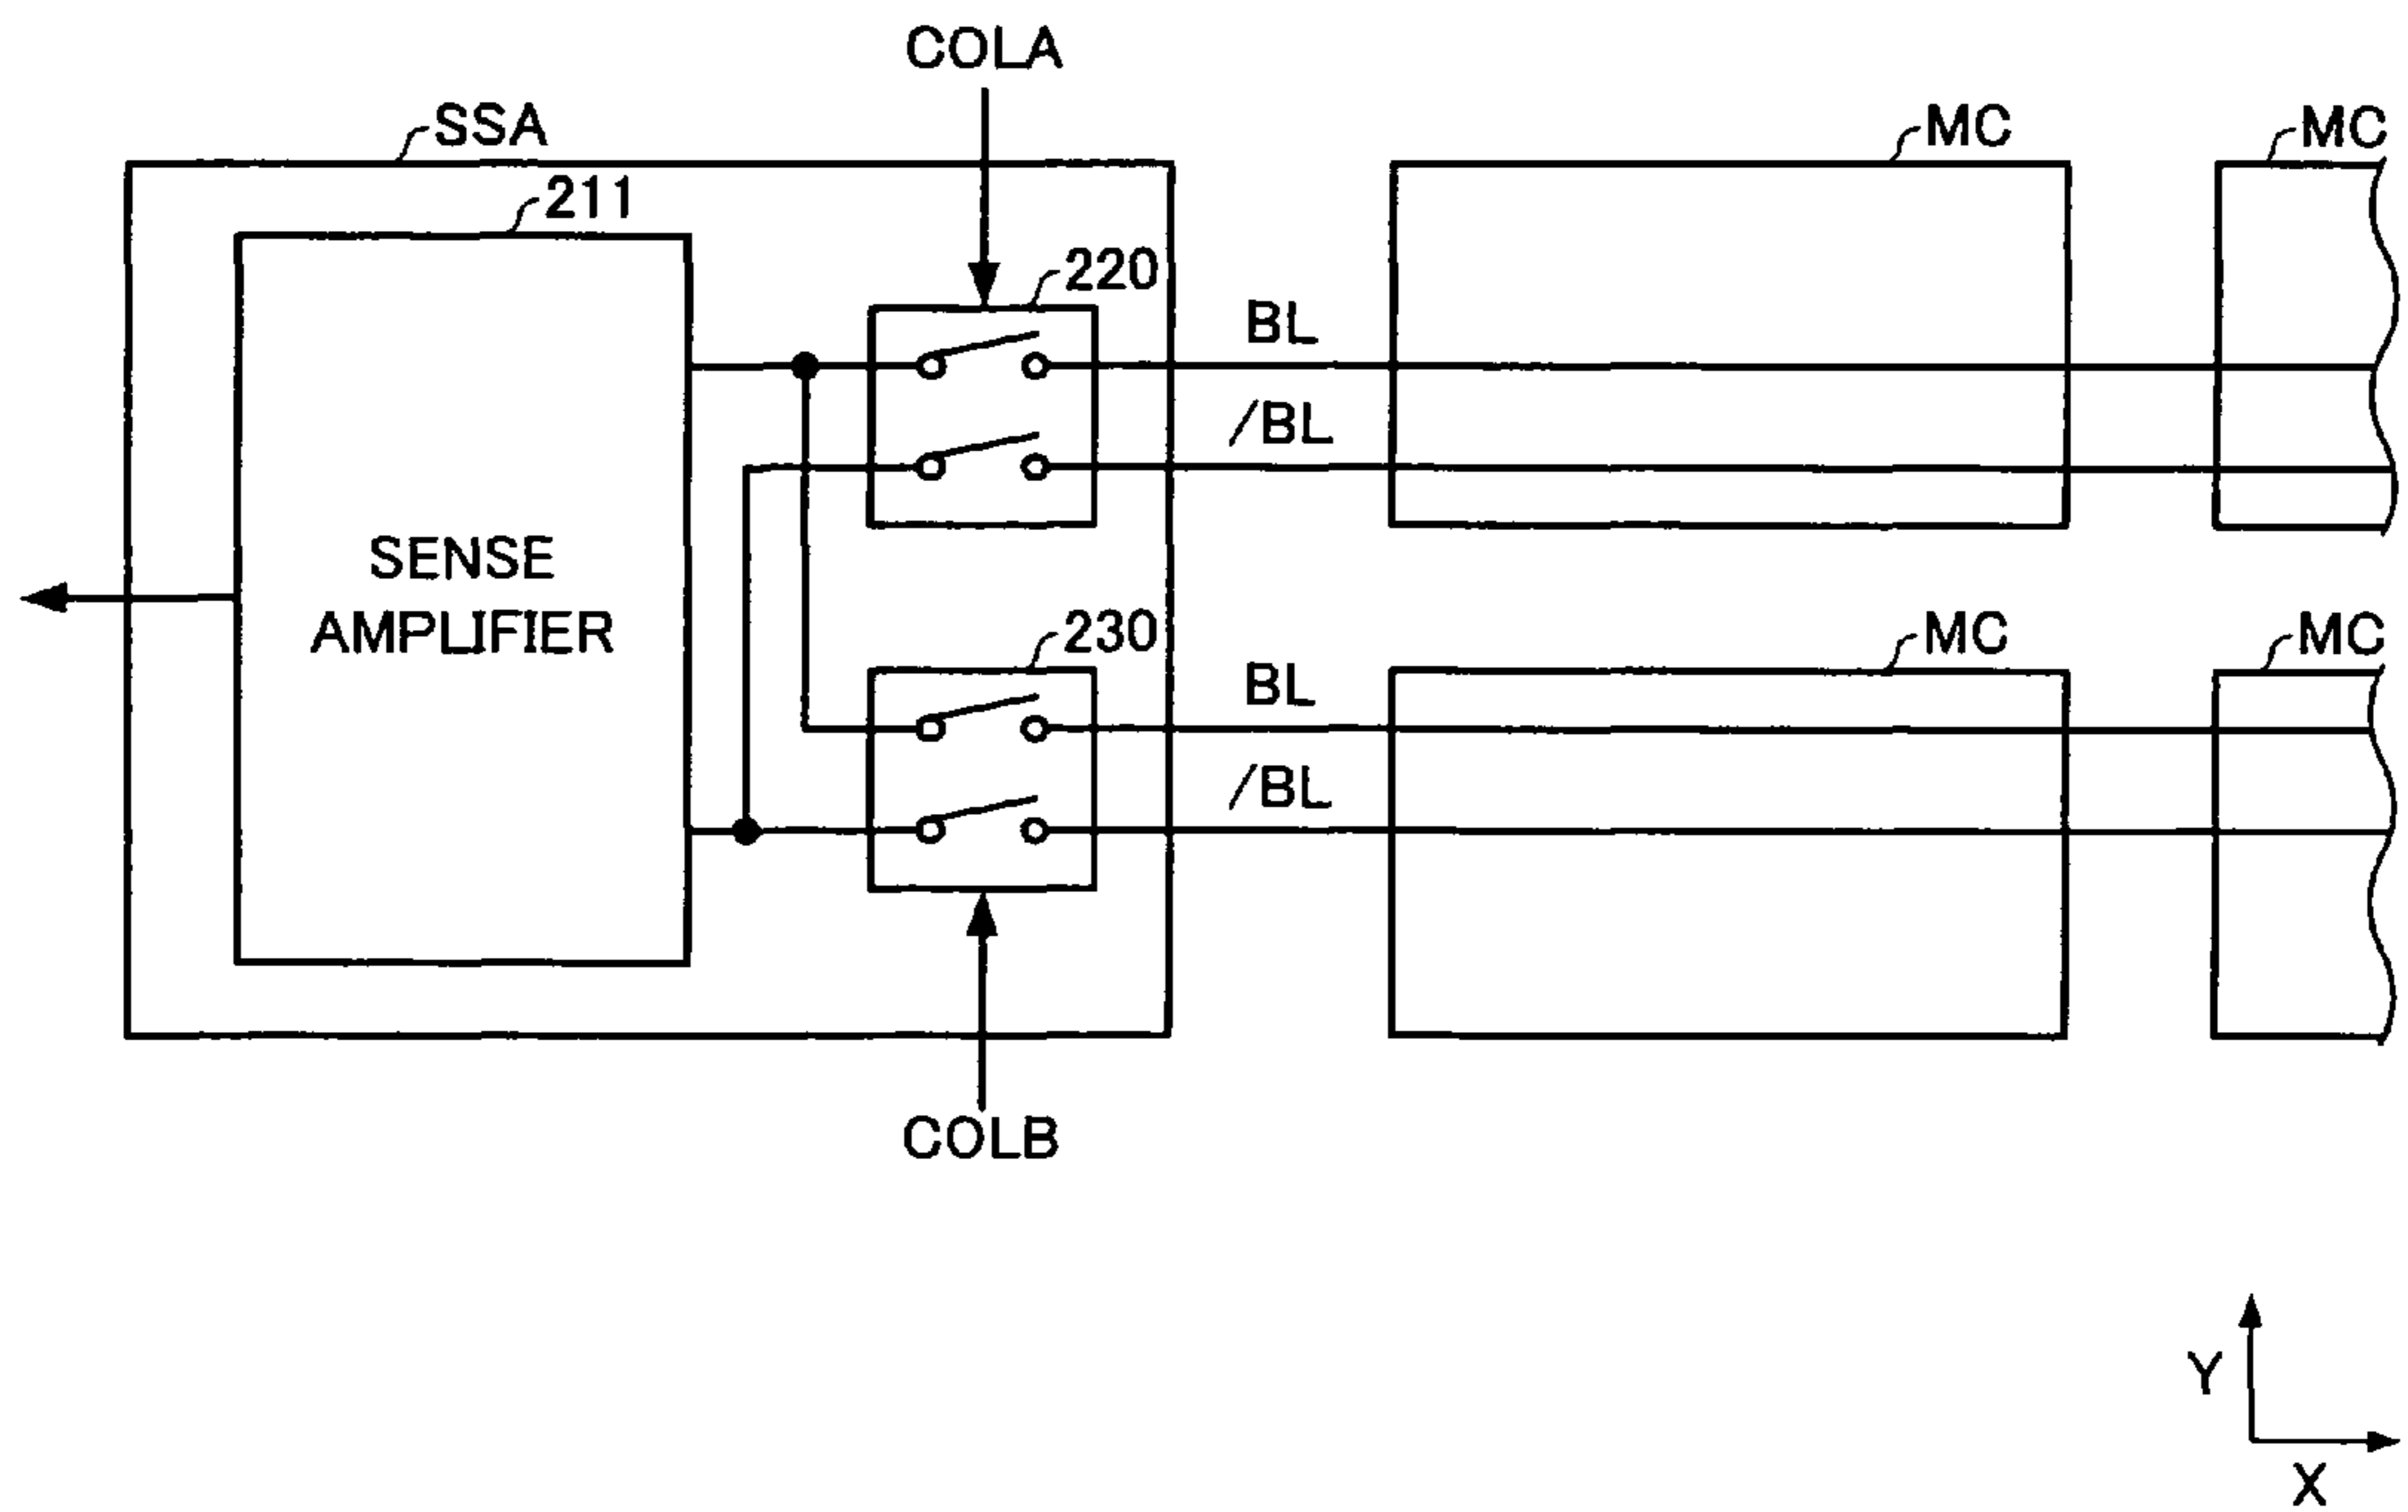 COLA
SSA
MC
MC
211
220
BL
/BL
SENSE
AMPLIFIER
230
MC
MC
BL
/BL
COLB
Y
X